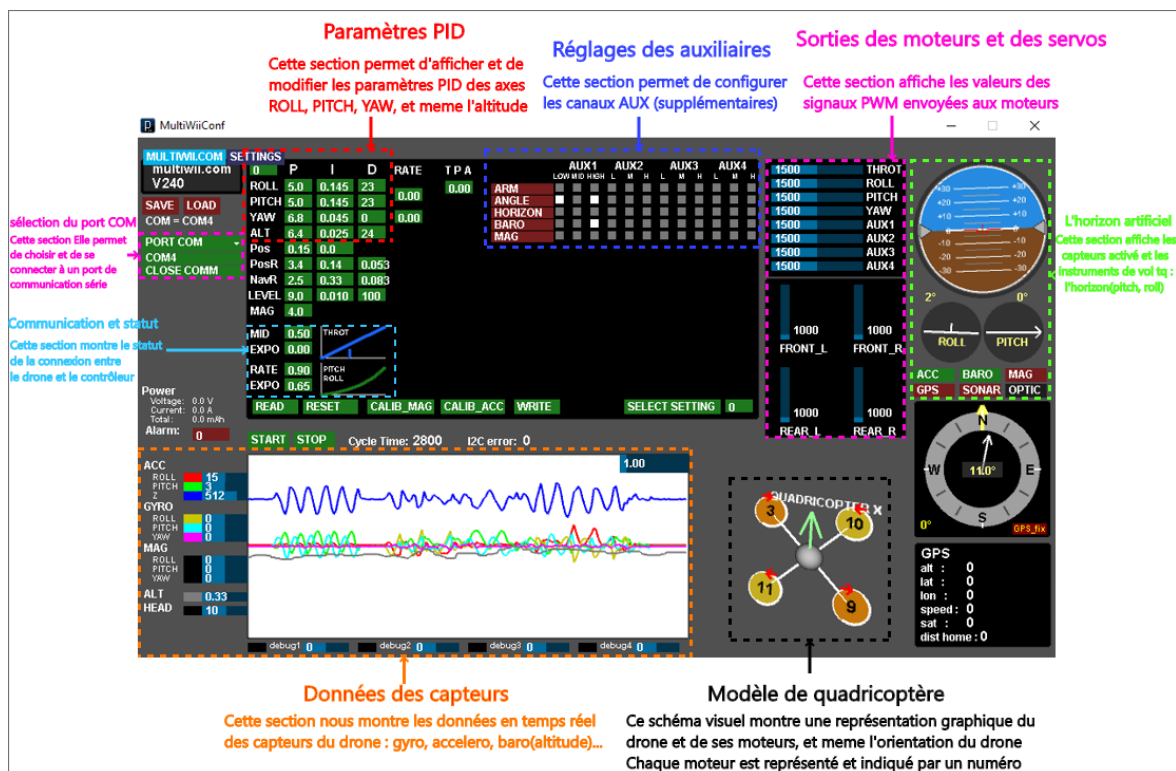 Paramètres PID
Cette section permet d'afficher et de
modifier les paramètres PID des axes
ROLL, PITCH, YAW, et meme l'altitude
Réglages des auxiliaires
Cette section permet de configurer
les canaux AUX (supplémentaires)
Sorties des moteurs et des servos
Cette section affiche les valeurs des
signaux PWM envoyées aux moteurs
MultiWiiConf
MULTIWII.COM SETTINGS
multiwii.com
V240
SAVE LOAD
COM = COM4
sélection du port COM
Cette section Elle permet
de choisir et de se
connecter à un port de
communication série
PORT COM
COM4
CLOSE COMM
Communication et statut
Cette section montre le statut
de la connexion entre
le drone et le contrôleur
Power
Voltage: 0.0 V
Current: 0.0 A
Total: 0.0 mAh
Alarm: 0
0 P I D RATE T P A
ROLL 5.0 0.145 23 0.00
PITCH 5.0 0.145 23 0.00
YAW 6.8 0.045 0 0.00
ALT 6.4 0.025 24
Pos 0.15 0.0
PosR 3.4 0.14 0.053
NavR 2.5 0.33 0.083
LEVEL 9.0 0.010 100
MAG 4.0
MID 0.50 THROT
EXPO 0.00
RATE 0.90 PITCH
EXPO 0.65 ROLL
READ RESET CALIB_MAG CALIB_ACC WRITE SELECT SETTING 0
AUX1 AUX2 AUX3 AUX4
LOW MID HIGH L M H L M H L M H
ARM
ANGLE
HORIZON
BARO
MAG
1500 THROT
1500 ROLL
1500 PITCH
1500 YAW
1500 AUX1
1500 AUX2
1500 AUX3
1500 AUX4
1000 1000
FRONT_L FRONT_R
1000 1000
REAR_L REAR_R
+30 +30
+20 +20
+10 +10
-10 -10
-20 -20
-30 -30
2° 0°
ROLL PITCH
ACC BARO MAG
GPS SONAR OPTIC
L'horizon artificiel
Cette section affiche les
capteurs activé et les
instruments de vol tq :
l'horizon(pitch, roll)
N
W 11.0° E
S
0° GPS_fix
GPS
alt : 0
lat : 0
lon : 0
speed : 0
sat : 0
dist home : 0
START STOP Cycle Time: 2800 I2C error: 0
1.00
ACC
ROLL 15
PITCH 3
Z 512
GYRO
ROLL 0
PITCH 0
YAW 0
MAG
ROLL 0
PITCH 0
YAW 0
ALT 0.33
HEAD 10
debug1 0 debug2 0 debug3 0 debug4 0
QUADRICOPTER X
3 10
11 9
Données des capteurs
Cette section nous montre les données en temps réel
des capteurs du drone : gyro, accelero, baro(altitude)...
Modèle de quadricoptère
Ce schéma visuel montre une représentation graphique du
drone et de ses moteurs, et meme l'orientation du drone
Chaque moteur est représenté et indiqué par un numéro